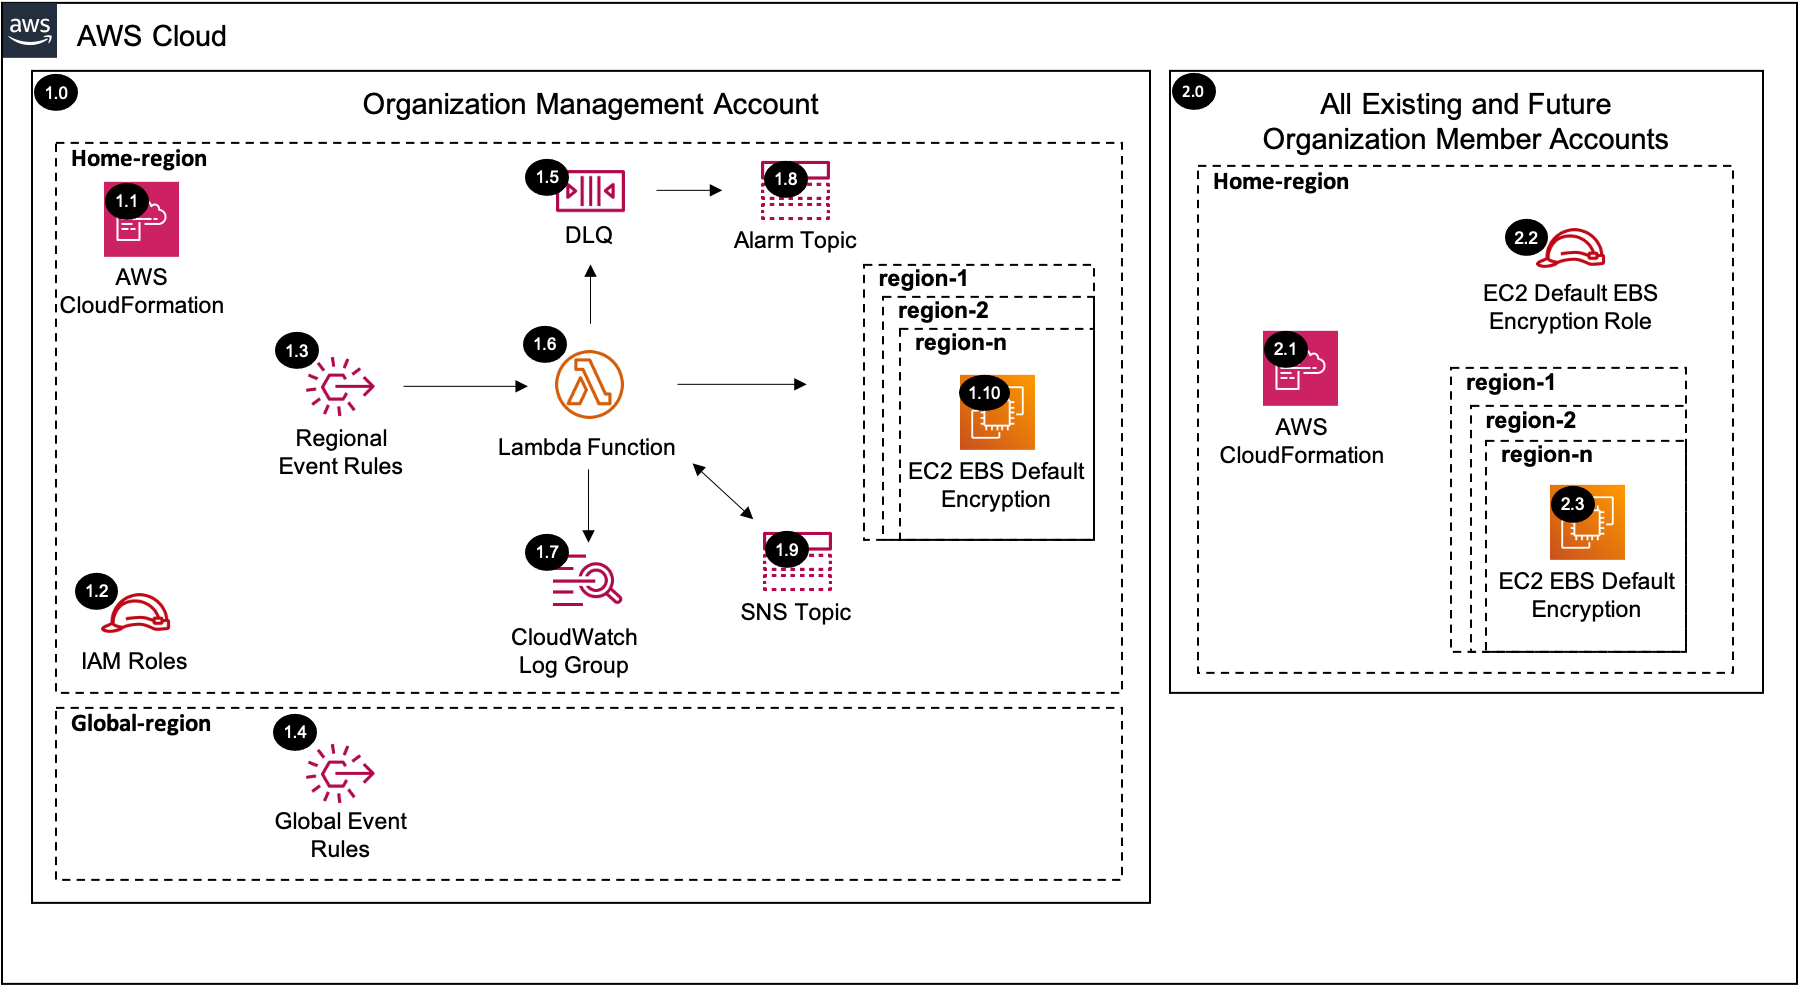 aws
AWS Cloud
1.0
Organization Management Account
Home-region
1.1
AWS
CloudFormation
1.2
IAM Roles
1.3
Regional
Event Rules
1.5
DLQ
1.8
Alarm Topic
1.6
Lambda Function
1.7
CloudWatch
Log Group
1.9
SNS Topic
region-1
region-2
region-n
1.10
EC2 EBS Default
Encryption
Global-region
1.4
Global Event
Rules
2.0
All Existing and Future
Organization Member Accounts
Home-region
2.1
AWS
CloudFormation
2.2
EC2 Default EBS
Encryption Role
region-1
region-2
region-n
2.3
EC2 EBS Default
Encryption